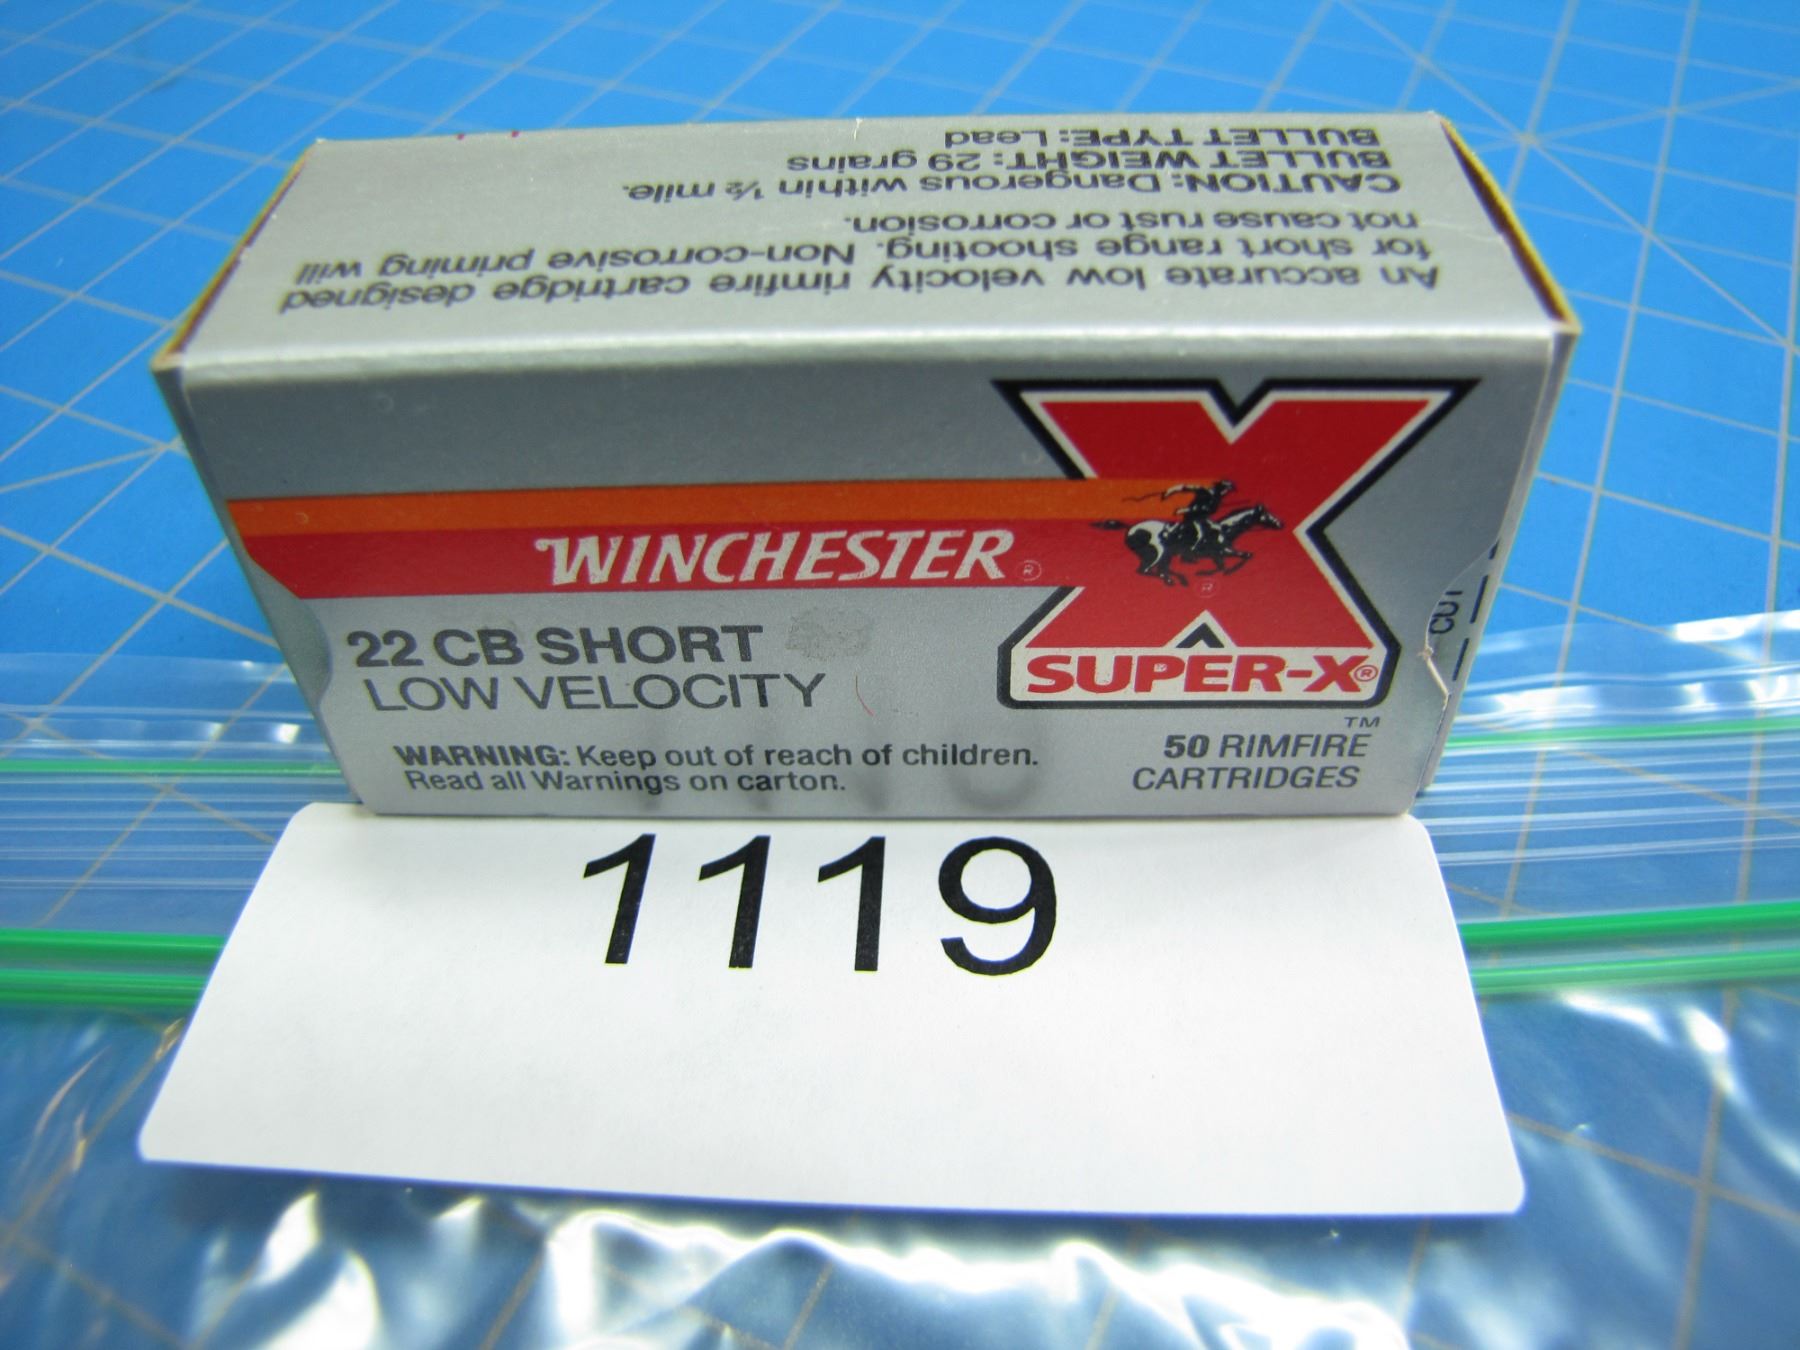 An accurate low velocity rimfire cartridge designed
for short range shooting. Non-corrosive priming will
not cause rust or corrosion.
CAUTION: Dangerous within ½ mile.
BULLET WEIGHT: 29 grains
BULLET TYPE: Lead
WINCHESTER®
®
SUPER-X®
TM
22 CB SHORT
LOW VELOCITY
WARNING: Keep out of reach of children.
Read all Warnings on carton.
50 RIMFIRE
CARTRIDGES
CUT
1119